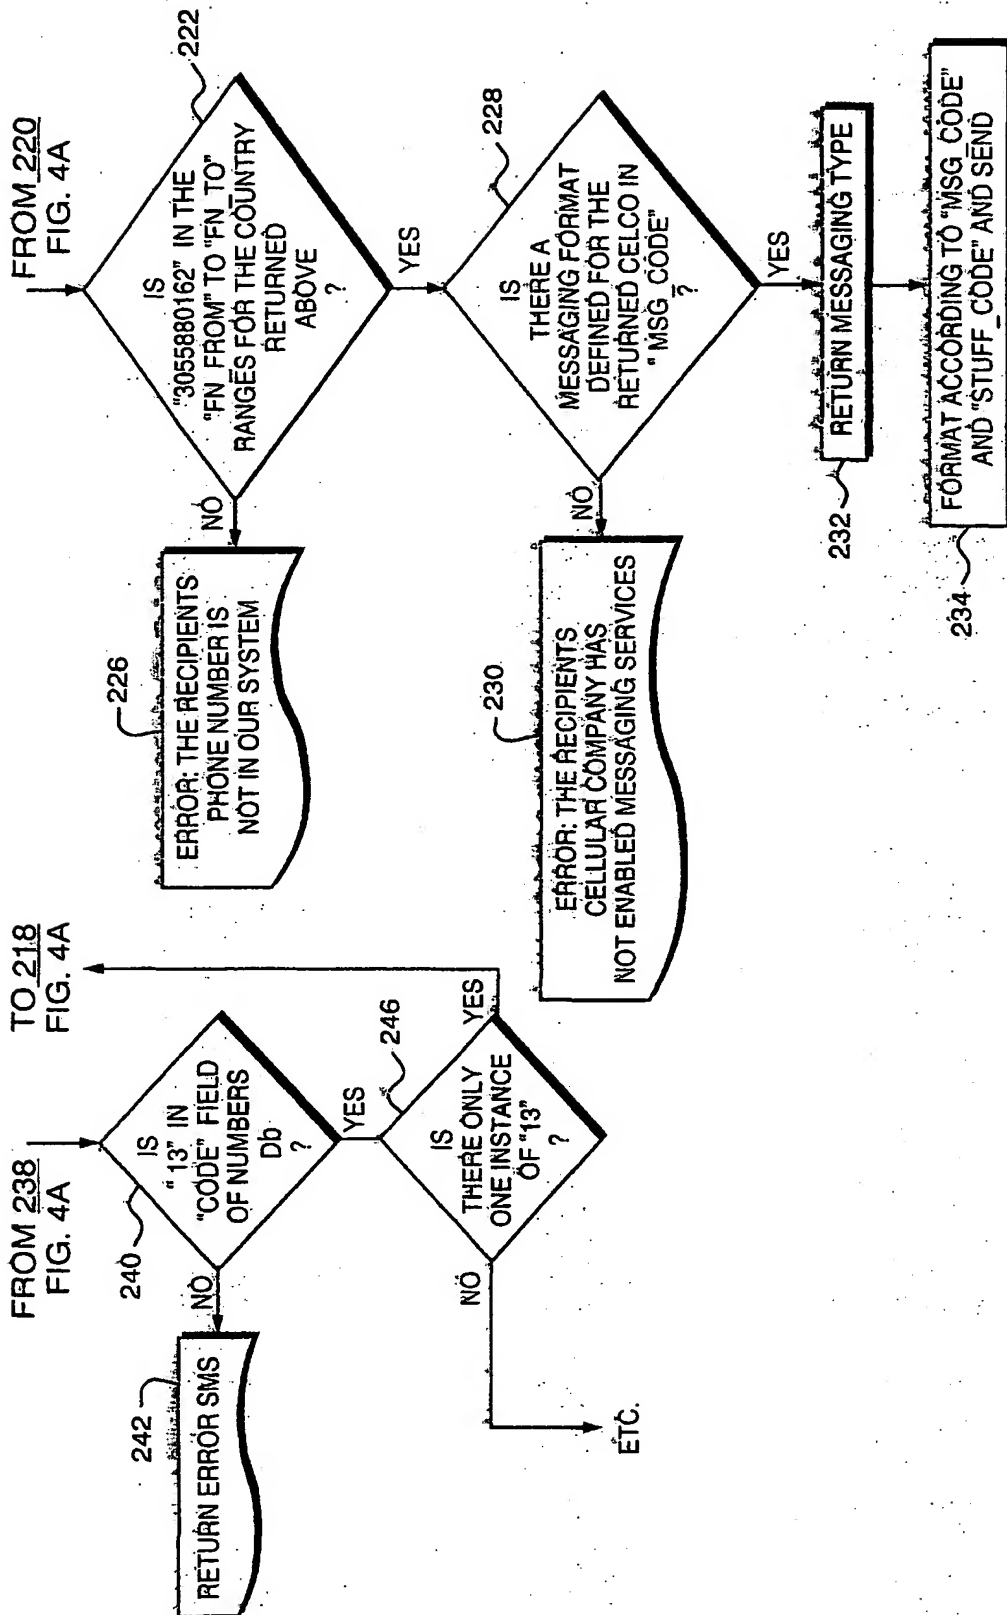 FROM 238
FIG. 4A
240
IS
"13" IN
"CODE" FIELD
OF NUMBERS
Db
?
NO
242
RETURN ERROR SMS
YES
246
IS
THERE ONLY
ONE INSTANCE
OF "13"
?
NO
ETC.
YES
TO 218
FIG. 4A
FROM 220
FIG. 4A
222
IS
"3055880162" IN THE
"FN_FROM" TO "FN_TO"
RANGES FOR THE COUNTRY
RETURNED
ABOVE
?
NO
226
ERROR: THE RECIPIENTS
PHONE NUMBER IS
NOT IN OUR SYSTEM
YES
228
IS
THERE A
MESSAGING FORMAT
DEFINED FOR THE
RETURNED CELCO IN
"MSG_CODE"
?
NO
230
ERROR: THE RECIPIENTS
CELLULAR COMPANY HAS
NOT ENABLED MESSAGING SERVICES
YES
232
RETURN MESSAGING TYPE
234
FORMAT ACCORDING TO "MSG_CODE"
AND "STUFF_CODE" AND SEND